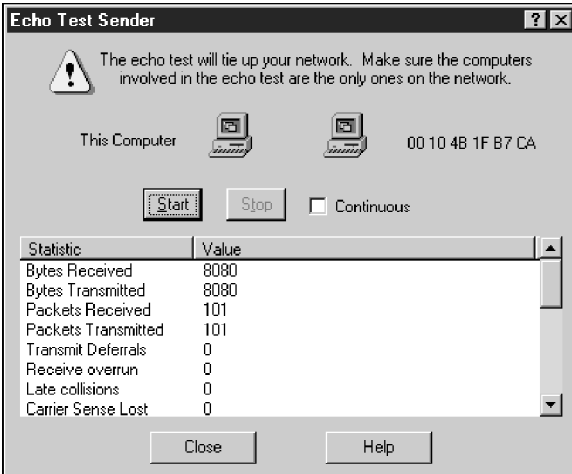 Echo Test Sender
The echo test will tie up your network. Make sure the computers
involved in the echo test are the only ones on the network.
This Computer
00 10 4B 1F B7 CA
Start Stop Continuous
Statistic Value
Bytes Received 8080
Bytes Transmitted 8080
Packets Received 101
Packets Transmitted 101
Transmit Deferrals 0
Receive overrun 0
Late collisions 0
Carrier Sense Lost 0
Close Help